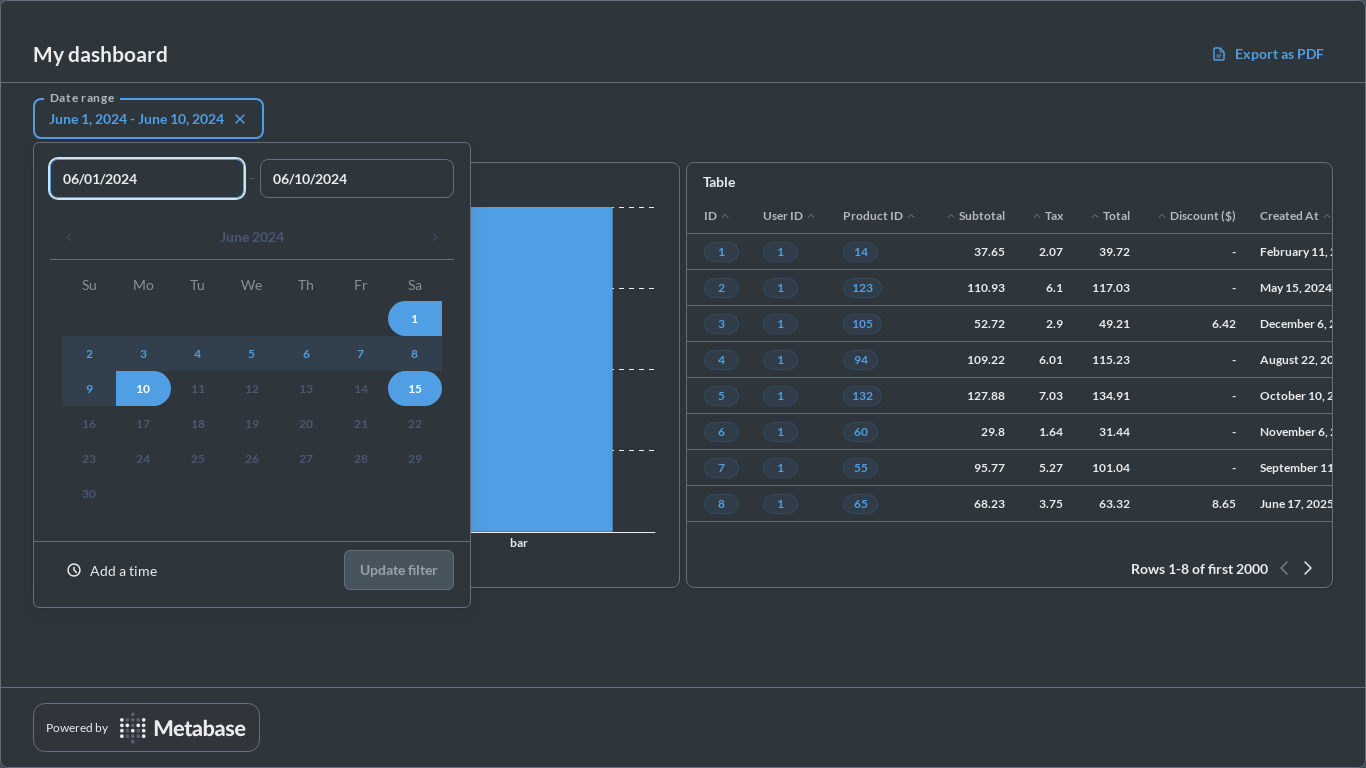 My dashboard
Export as PDF
Date range
June 1, 2024 - June 10, 2024
06/01/2024 – 06/10/2024
June 2024
Su Mo Tu We Th Fr Sa
1
2 3 4 5 6 7 8
9 10 11 12 13 14 15
16 17 18 19 20 21 22
23 24 25 26 27 28 29
30
Add a time
Update filter
bar
Table
ID User ID Product ID Subtotal Tax Total Discount ($) Created At
1 1 14 37.65 2.07 39.72 - February 11,
2 1 123 110.93 6.1 117.03 - May 15, 2024
3 1 105 52.72 2.9 49.21 6.42 December 6,
4 1 94 109.22 6.01 115.23 - August 22, 20
5 1 132 127.88 7.03 134.91 - October 10, 2
6 1 60 29.8 1.64 31.44 - November 6,
7 1 55 95.77 5.27 101.04 - September 11
8 1 65 68.23 3.75 63.32 8.65 June 17, 2025
Rows 1-8 of first 2000
Powered by Metabase